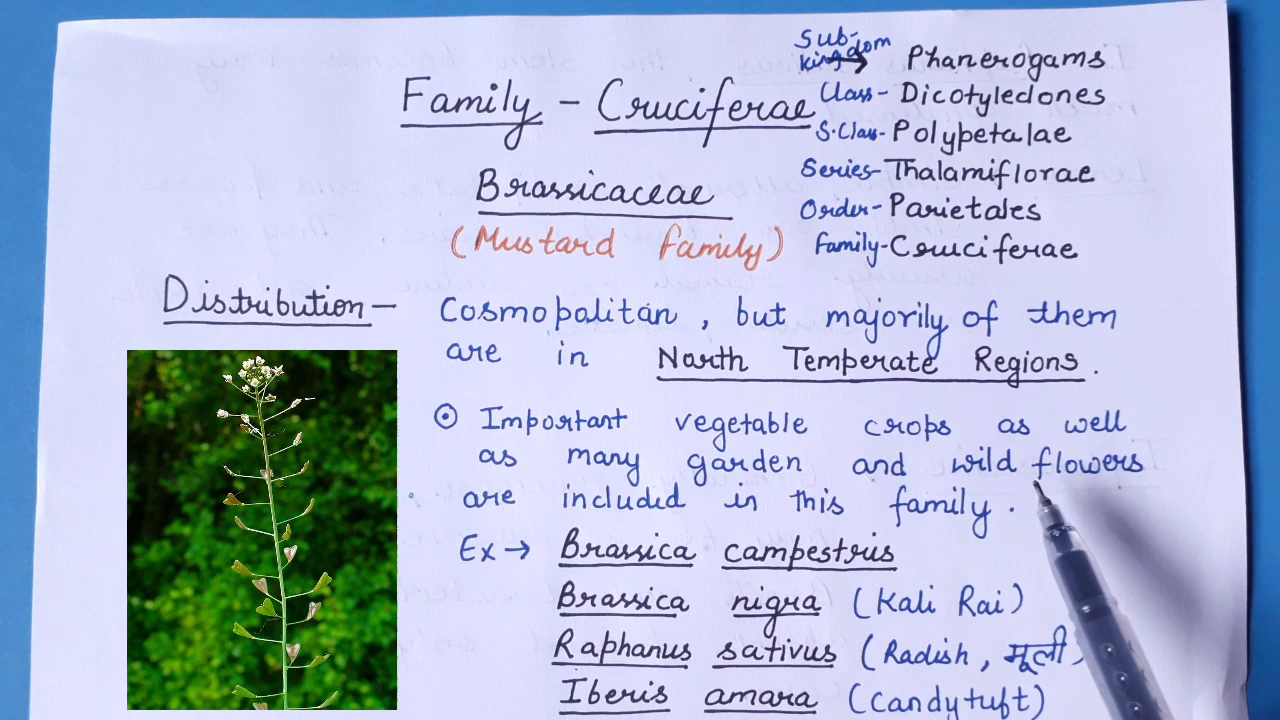 Family - Cruciferae
Brassicaceae
(Mustard family)
Sub-kingdom → Phanerogams
Class - Dicotyledones
S.Class - Polypetalae
Series - Thalamiflorae
Order - Parietales
Family - Cruciferae
Distribution - Cosmopolitan, but majority of them
are in North Temperate Regions.
⊙ Important vegetable crops as well
as many garden and wild flowers
are included in this family.
Ex → Brassica campestris
Brassica nigra (Kali Rai)
Raphanus sativus (Radish, मूली)
Iberis amara (Candytuft)